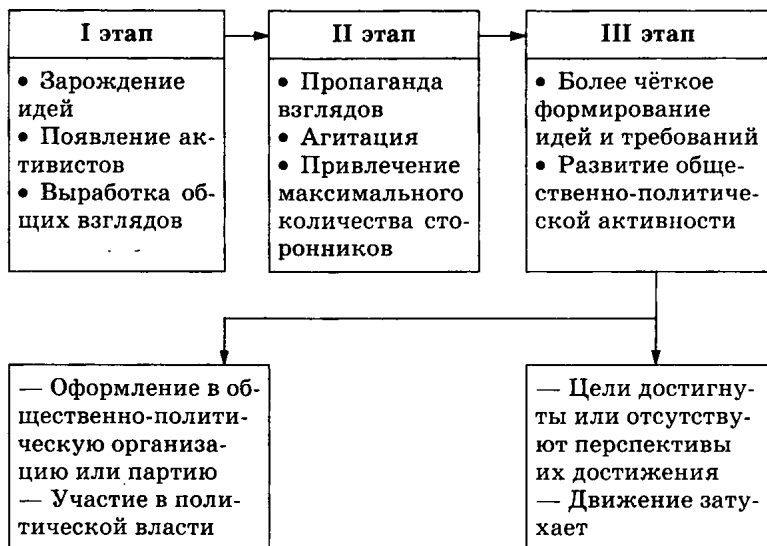 I этап
• Зарождение
идей
• Появление ак-
тивистов
• Выработка об-
щих взглядов
II этап
• Пропаганда
взглядов
• Агитация
• Привлечение
максимального
количества сто-
ронников
III этап
• Более чёткое
формирование
идей и требований
• Развитие обще-
ственно-политиче-
ской активности
— Оформление в об-
щественно-полити-
ческую организа-
цию или партию
— Участие в поли-
тической власти
— Цели достигну-
ты или отсутству-
ют перспективы
их достижения
— Движение зату-
хает